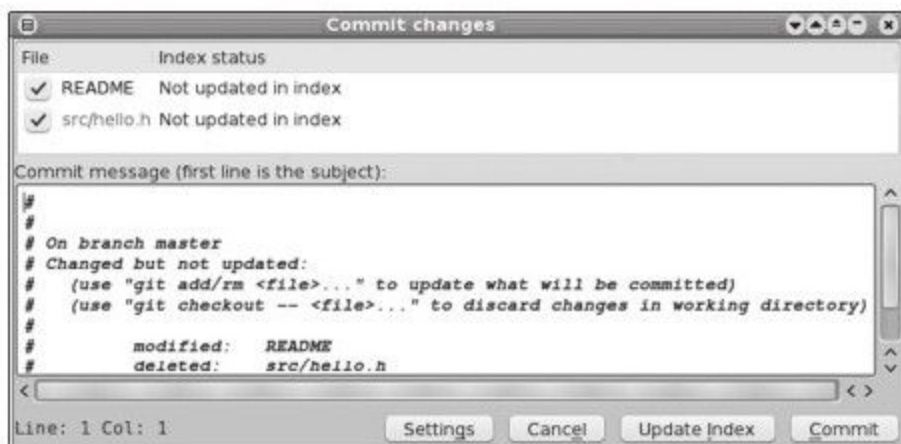 Commit changes
File Index status
README Not updated in index
src/hello.h Not updated in index
Commit message (first line is the subject):
#
#
# On branch master
# Changed but not updated:
#   (use "git add/rm <file>..." to update what will be committed)
#   (use "git checkout -- <file>..." to discard changes in working directory)
#
#       modified:   README
#       deleted:    src/hello.h
Line: 1 Col: 1 Settings Cancel Update Index Commit